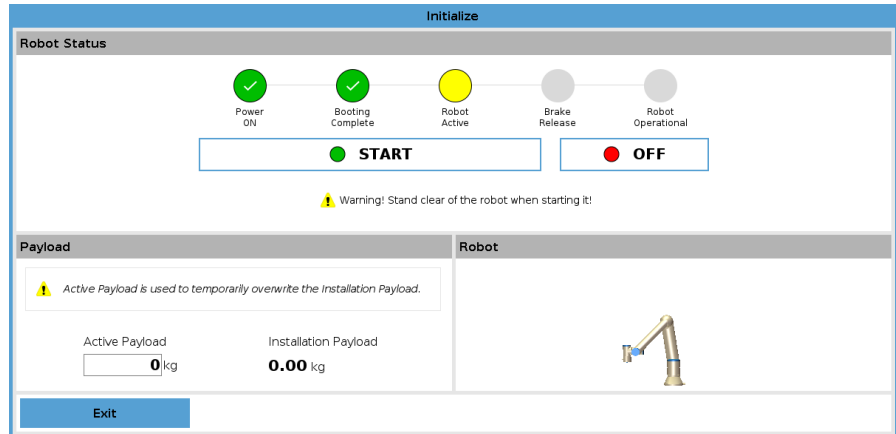 Initialize
Robot Status
Power
ON
Booting
Complete
Robot
Active
Brake
Release
Robot
Operational
START
OFF
Warning! Stand clear of the robot when starting it!
Payload
Active Payload is used to temporarily overwrite the Installation Payload.
Active Payload
0 kg
Installation Payload
0.00 kg
Robot
Exit